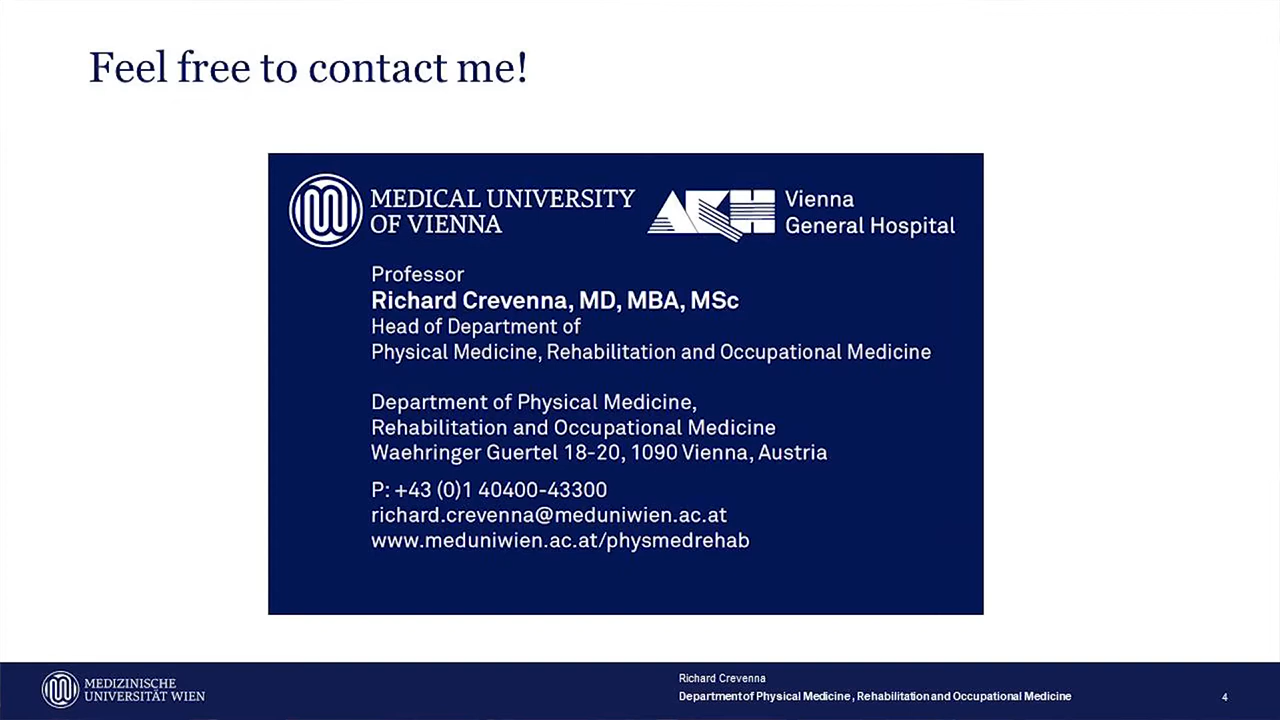 Feel free to contact me!
MEDICAL UNIVERSITY
OF VIENNA
AKH
Vienna
General Hospital
Professor
Richard Crevenna, MD, MBA, MSc
Head of Department of
Physical Medicine, Rehabilitation and Occupational Medicine
Department of Physical Medicine,
Rehabilitation and Occupational Medicine
Waehringer Guertel 18-20, 1090 Vienna, Austria
P: +43 (0)1 40400-43300
richard.crevenna@meduniwien.ac.at
www.meduniwien.ac.at/physmedrehab
MEDIZINISCHE
UNIVERSITÄT WIEN
Richard Crevenna
Department of Physical Medicine, Rehabilitation and Occupational Medicine
4